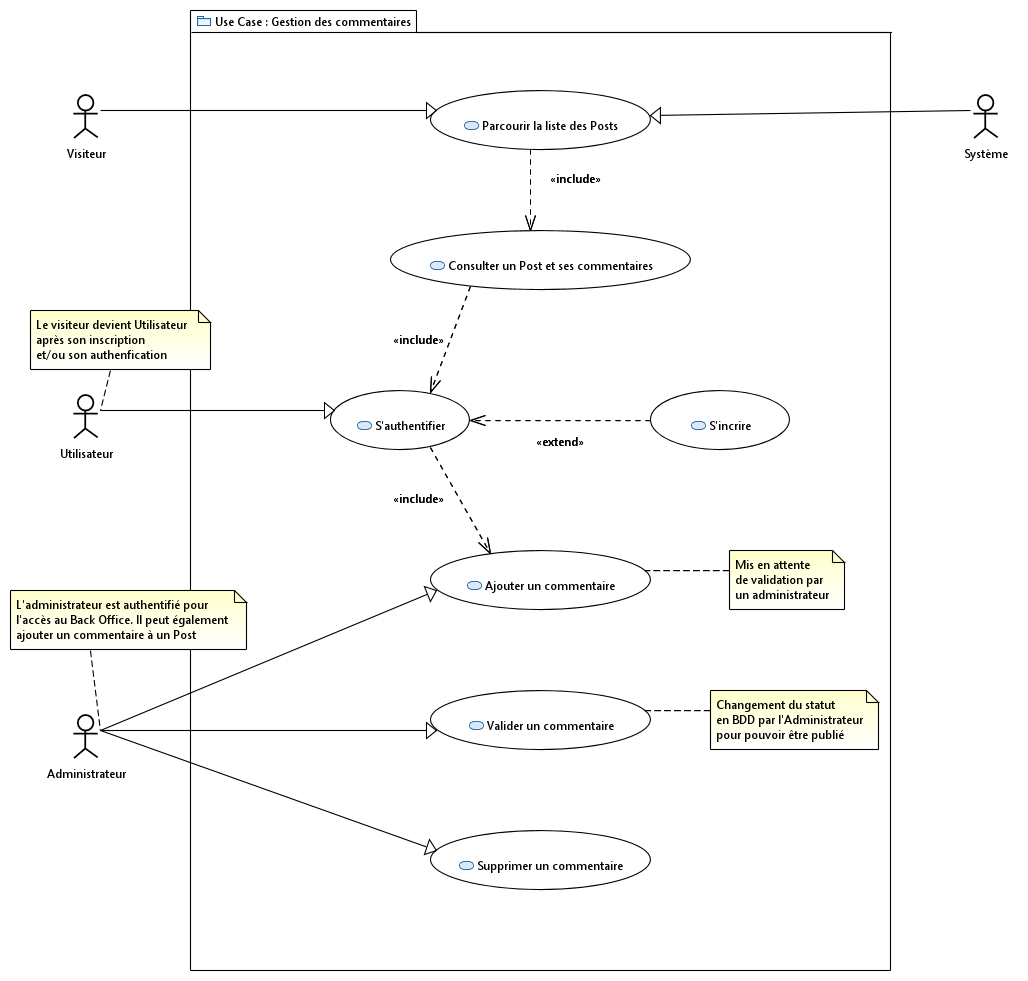 Use Case : Gestion des commentaires
Visiteur
Parcourir la liste des Posts
Système
«include»
Consulter un Post et ses commentaires
Le visiteur devient Utilisateur
après son inscription
et/ou son authenfication
«include»
Utilisateur
S'authentifier
S'incrire
«extend»
«include»
Ajouter un commentaire
Mis en attente
de validation par
un administrateur
L'administrateur est authentifié pour
l'accès au Back Office. Il peut également
ajouter un commentaire à un Post
Administrateur
Valider un commentaire
Changement du statut
en BDD par l'Administrateur
pour pouvoir être publié
Supprimer un commentaire